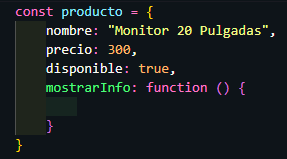 const producto = {
    nombre: "Monitor 20 Pulgadas",
    precio: 300,
    disponible: true,
    mostrarInfo: function () {
    }
}